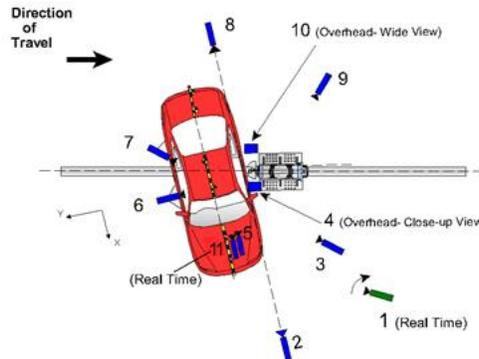 Direction
of
Travel
8
10 (Overhead- Wide View)
9
7
6
Y
X
4 (Overhead- Close-up View
5
11
3
(Real Time)
1 (Real Time)
2